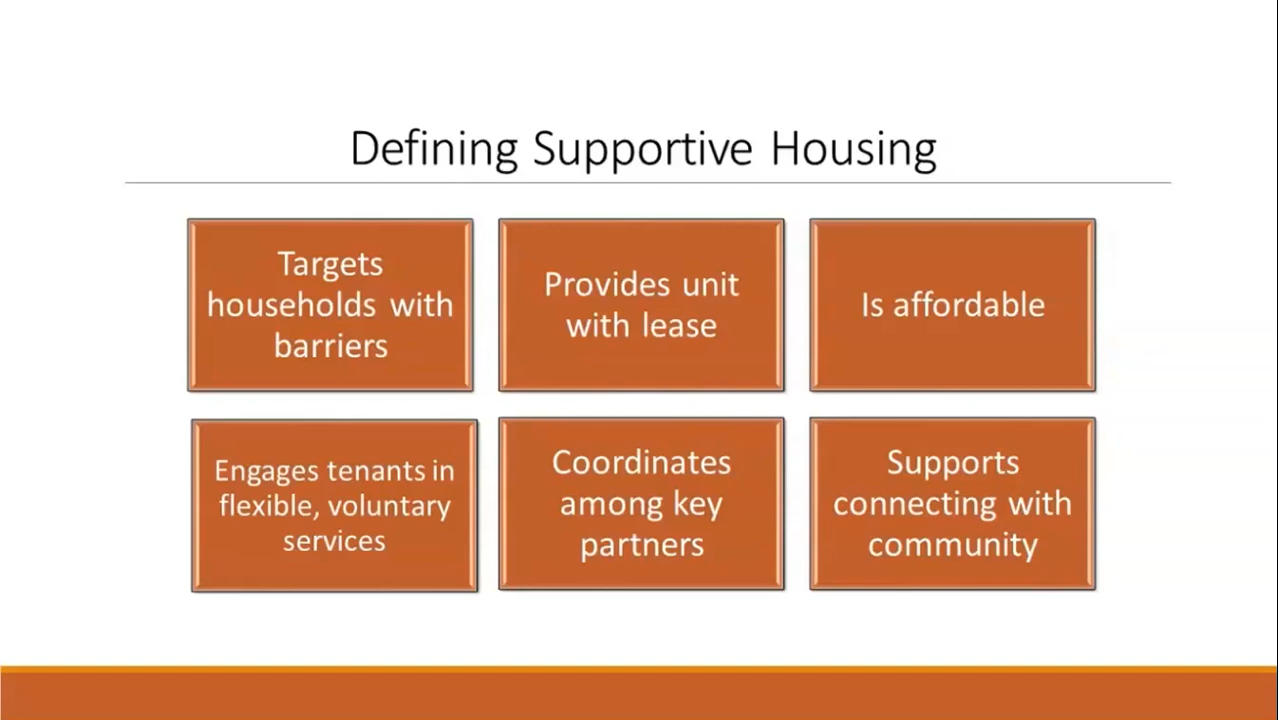 Defining Supportive Housing
Targets
households with
barriers
Provides unit
with lease
Is affordable
Engages tenants in
flexible, voluntary
services
Coordinates
among key
partners
Supports
connecting with
community